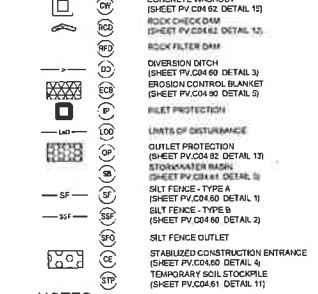 CW
(SHEET PV.C04 62 DETAIL 15)
RCD ROCK CHECK DAM
(SHEET PV.C04 62 DETAIL 12)
RFD ROCK FILTER DAM
DIVERSION DITCH
(SHEET PV.C04 60 DETAIL 3)
ECB EROSION CONTROL BLANKET
(SHEET PV.C04 60 DETAIL 5)
IP INLET PROTECTION
LOD LOD LIMITS OF DISTURBANCE
OP OUTLET PROTECTION
(SHEET PV.C04 62 DETAIL 13)
SB STORMWATER BASIN
SF SF SILT FENCE - TYPE A
(SHEET PV.C04.60 DETAIL 1)
SSF SSF SILT FENCE - TYPE B
(SHEET PV.C04 60 DETAIL 2)
SFO SILT FENCE OUTLET
CE STABILIZED CONSTRUCTION ENTRANCE
(SHEET PV.C04.60 DETAIL 4)
STP TEMPORARY SOIL STOCKPILE
(SHEET PV.C04.61 DETAIL 11)